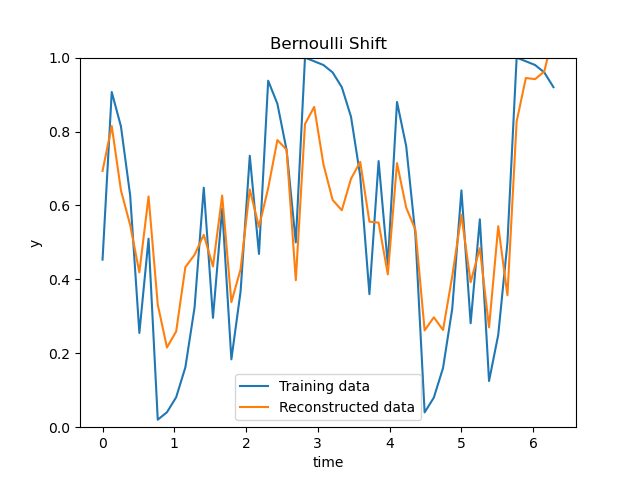 Bernoulli Shift
1.0
0.8
0.6
0.4
0.2
0.0
y
Training data
Reconstructed data
0 1 2 3 4 5 6
time